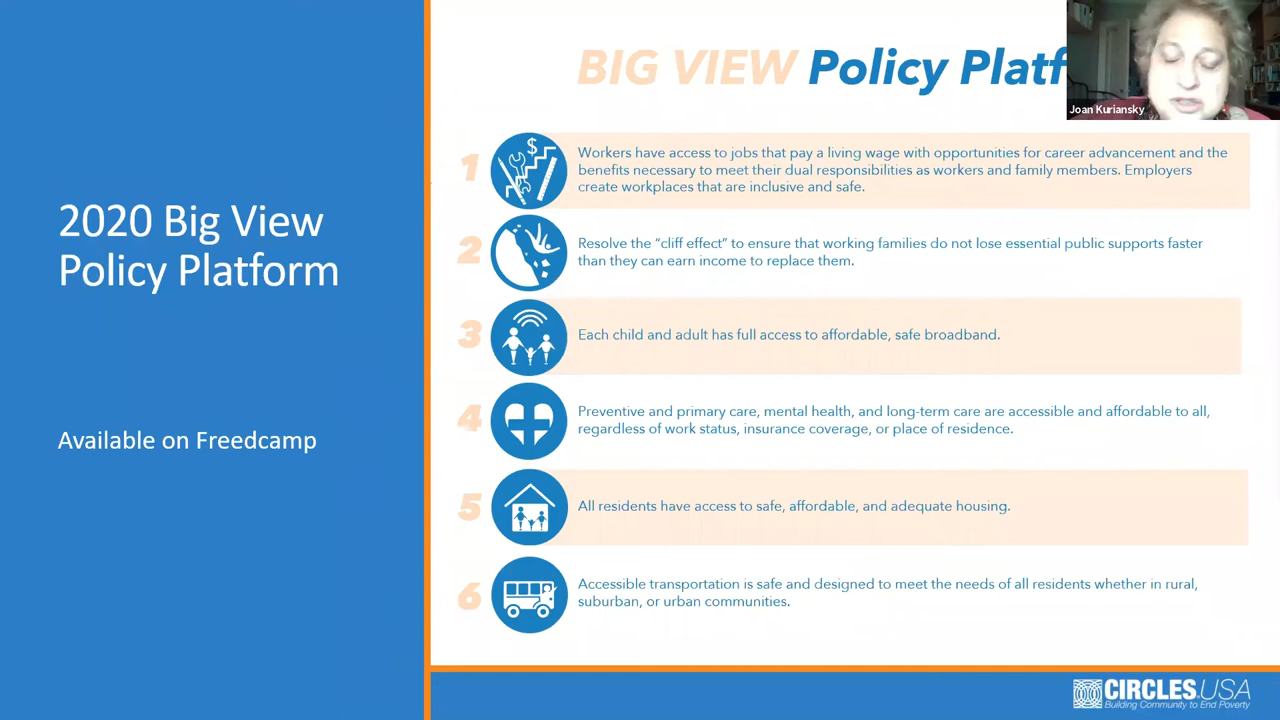 2020 Big View
Policy Platform
Available on Freedcamp
BIG VIEW Policy
Joan Kuriansky
1
Workers have access to jobs that pay a living wage with opportunities for career advancement and the
benefits necessary to meet their dual responsibilities as workers and family members. Employers
create workplaces that are inclusive and safe.
$
2
Resolve the “cliff effect” to ensure that working families do not lose essential public supports faster
than they can earn income to replace them.
3
Each child and adult has full access to affordable, safe broadband.
4
Preventive and primary care, mental health, and long-term care are accessible and affordable to all,
regardless of work status, insurance coverage, or place of residence.
5
All residents have access to safe, affordable, and adequate housing.
6
Accessible transportation is safe and designed to meet the needs of all residents whether in rural,
suburban, or urban communities.
CIRCLES USA
Building Community to End Poverty